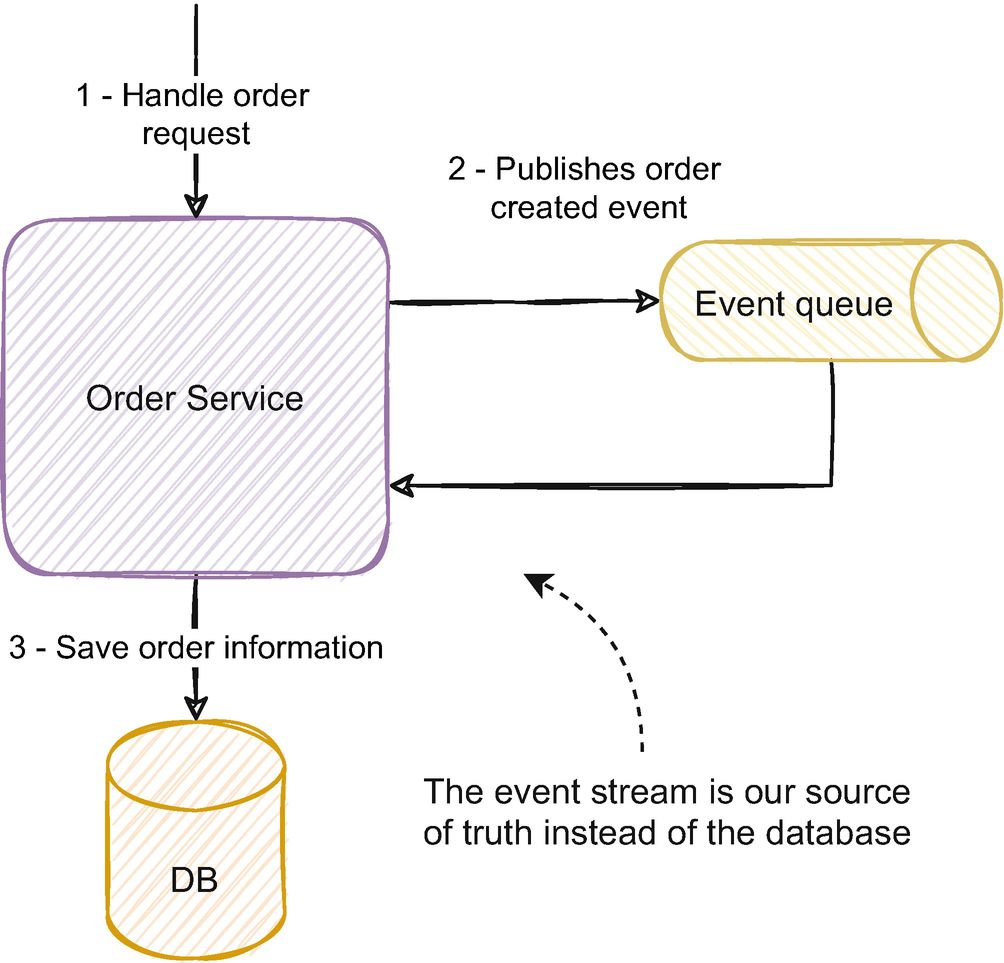 1 - Handle order
request
2 - Publishes order
created event
Event queue
Order Service
3 - Save order information
The event stream is our source
of truth instead of the database
DB